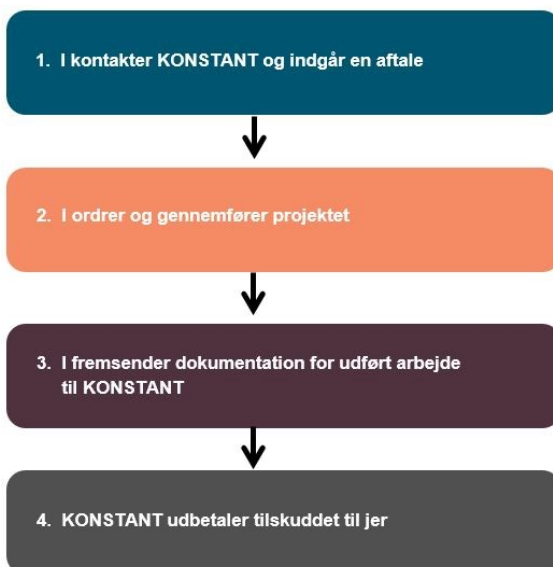 1. I kontakter KONSTANT og indgår en aftale
2. I ordrer og gennemfører projektet
3. I fremsender dokumentation for udført arbejde
til KONSTANT
4. KONSTANT udbetaler tilskuddet til jer